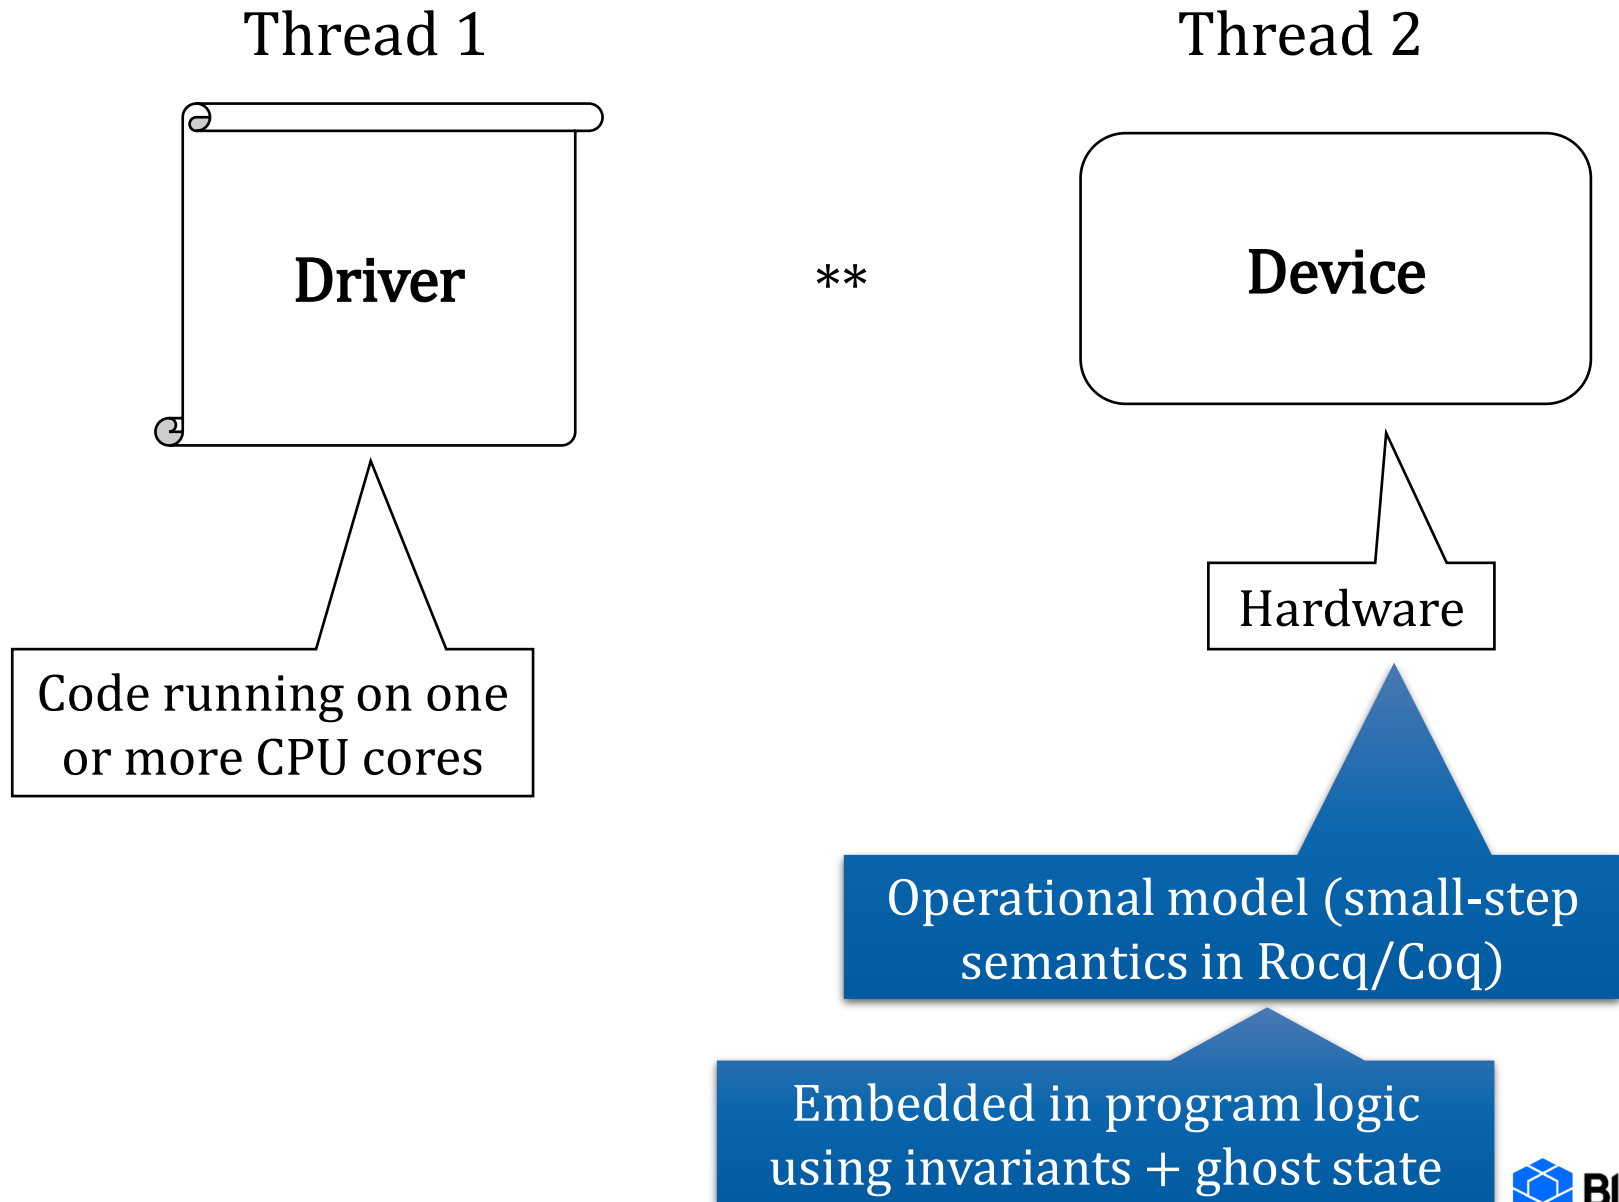 Thread 1
Thread 2
Driver
**
Device
Hardware
Code running on one
or more CPU cores
Operational model (small-step
semantics in Rocq/Coq)
Embedded in program logic
using invariants + ghost state